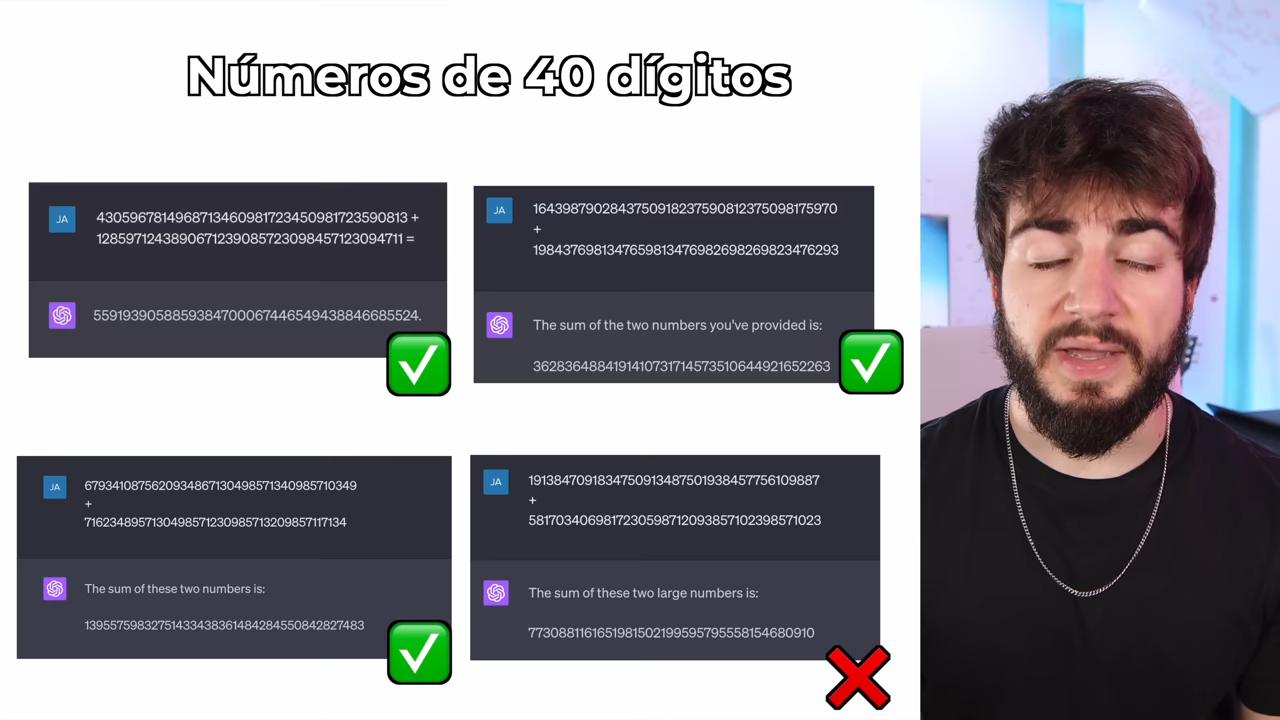 Números de 40 dígitos
JA
4305967814968713460981723450981723590813 +
1285971243890671239085723098457123094711 =
5591939058859384700067446549438846685524.
JA
1643987902843750918237590812375098175970
+
1984376981347659813476982698269823476293
The sum of the two numbers you've provided is:
3628364884191410731714573510644921652263
JA
6793410875620934867130498571340985710349
+
7162348957130498571230985713209857117134
The sum of these two numbers is:
13955759832751433438361484284550842827483
JA
1913847091834750913487501938457756109887
+
5817034069817230598712093857102398571023
The sum of these two large numbers is:
7730881161651981502199595795558154680910